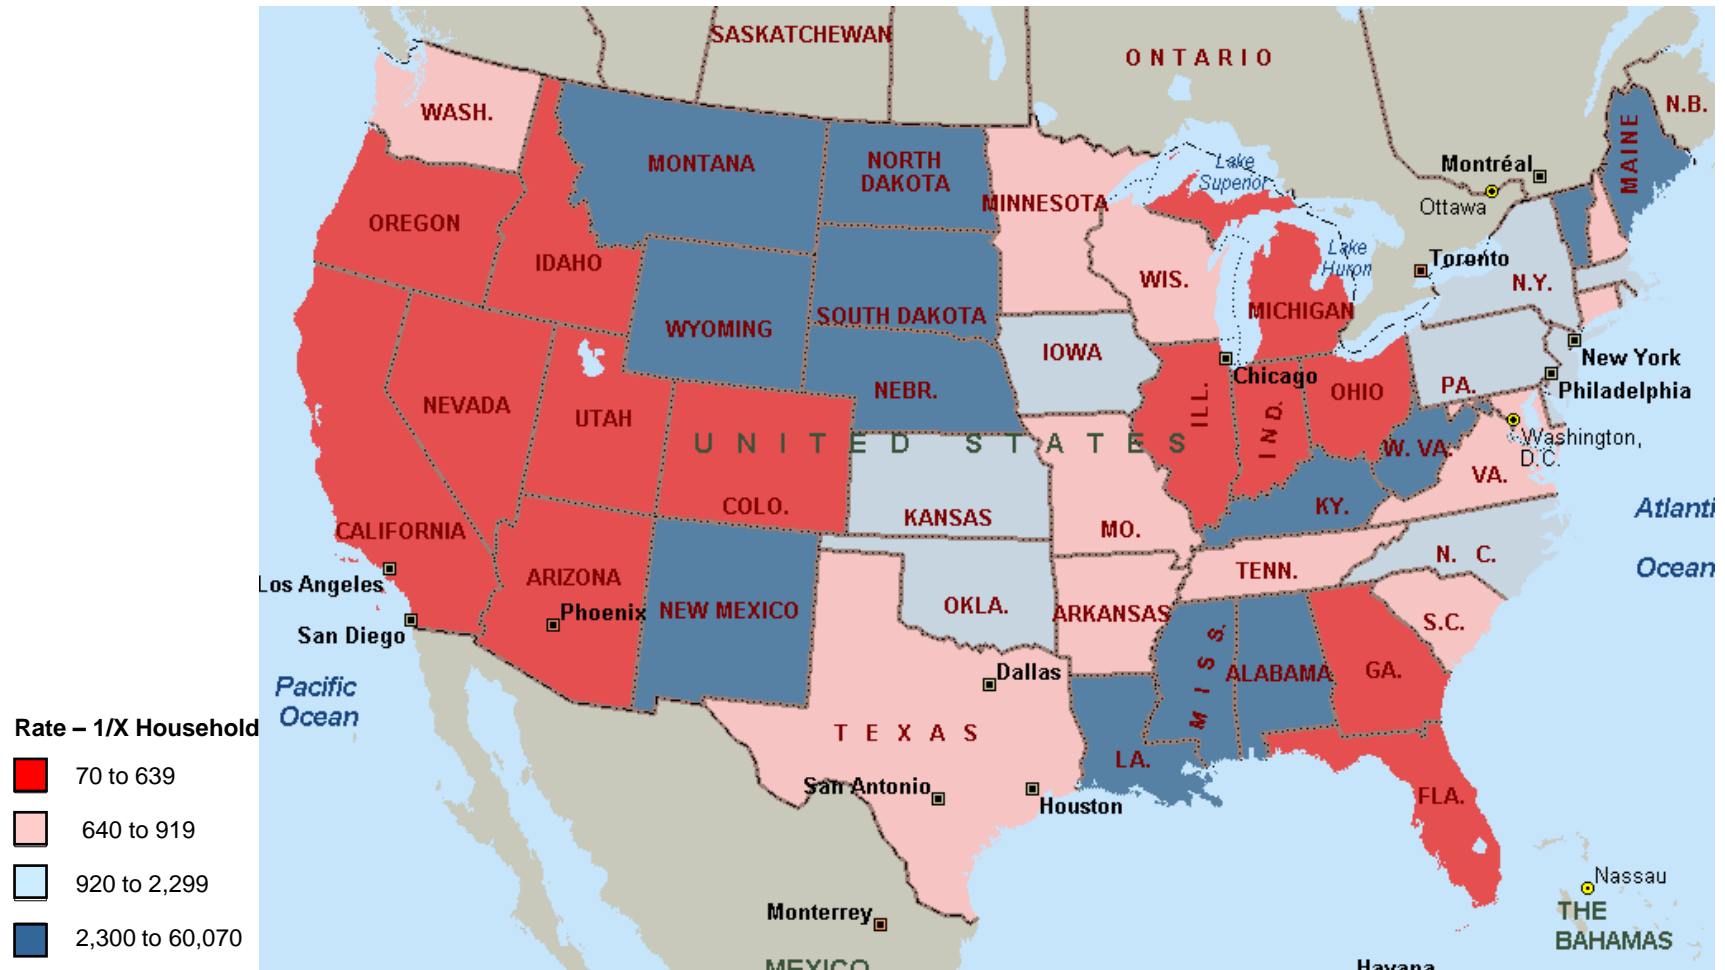 SASKATCHEWAN
ONTARIO
N.B.
WASH.
MAINE
MONTANA
NORTH
DAKOTA
Montréal
Lake
Superior
Ottawa
MINNESOTA
OREGON
IDAHO
Lake
Huron
Toronto
WIS.
N.Y.
MICHIGAN
WYOMING
SOUTH DAKOTA
IOWA
New York
Chicago
PA.
Philadelphia
NEVADA
UTAH
NEBR.
ILL.
IND.
OHIO
UNITED STATES
W. VA.
Washington,
D.C.
VA.
COLO.
KANSAS
KY.
Atlanti
Ocean
CALIFORNIA
MO.
N. C.
Los Angeles
ARIZONA
TENN.
Phoenix
NEW MEXICO
OKLA.
ARKANSAS
S.C.
San Diego
MISS.
ALABAMA
GA.
Dallas
Pacific
Ocean
TEXAS
LA.
San Antonio
Houston
FLA.
Nassau
THE
BAHAMAS
Monterrey
MEXICO
Havana
Rate – 1/X Household
70 to 639
640 to 919
920 to 2,299
2,300 to 60,070